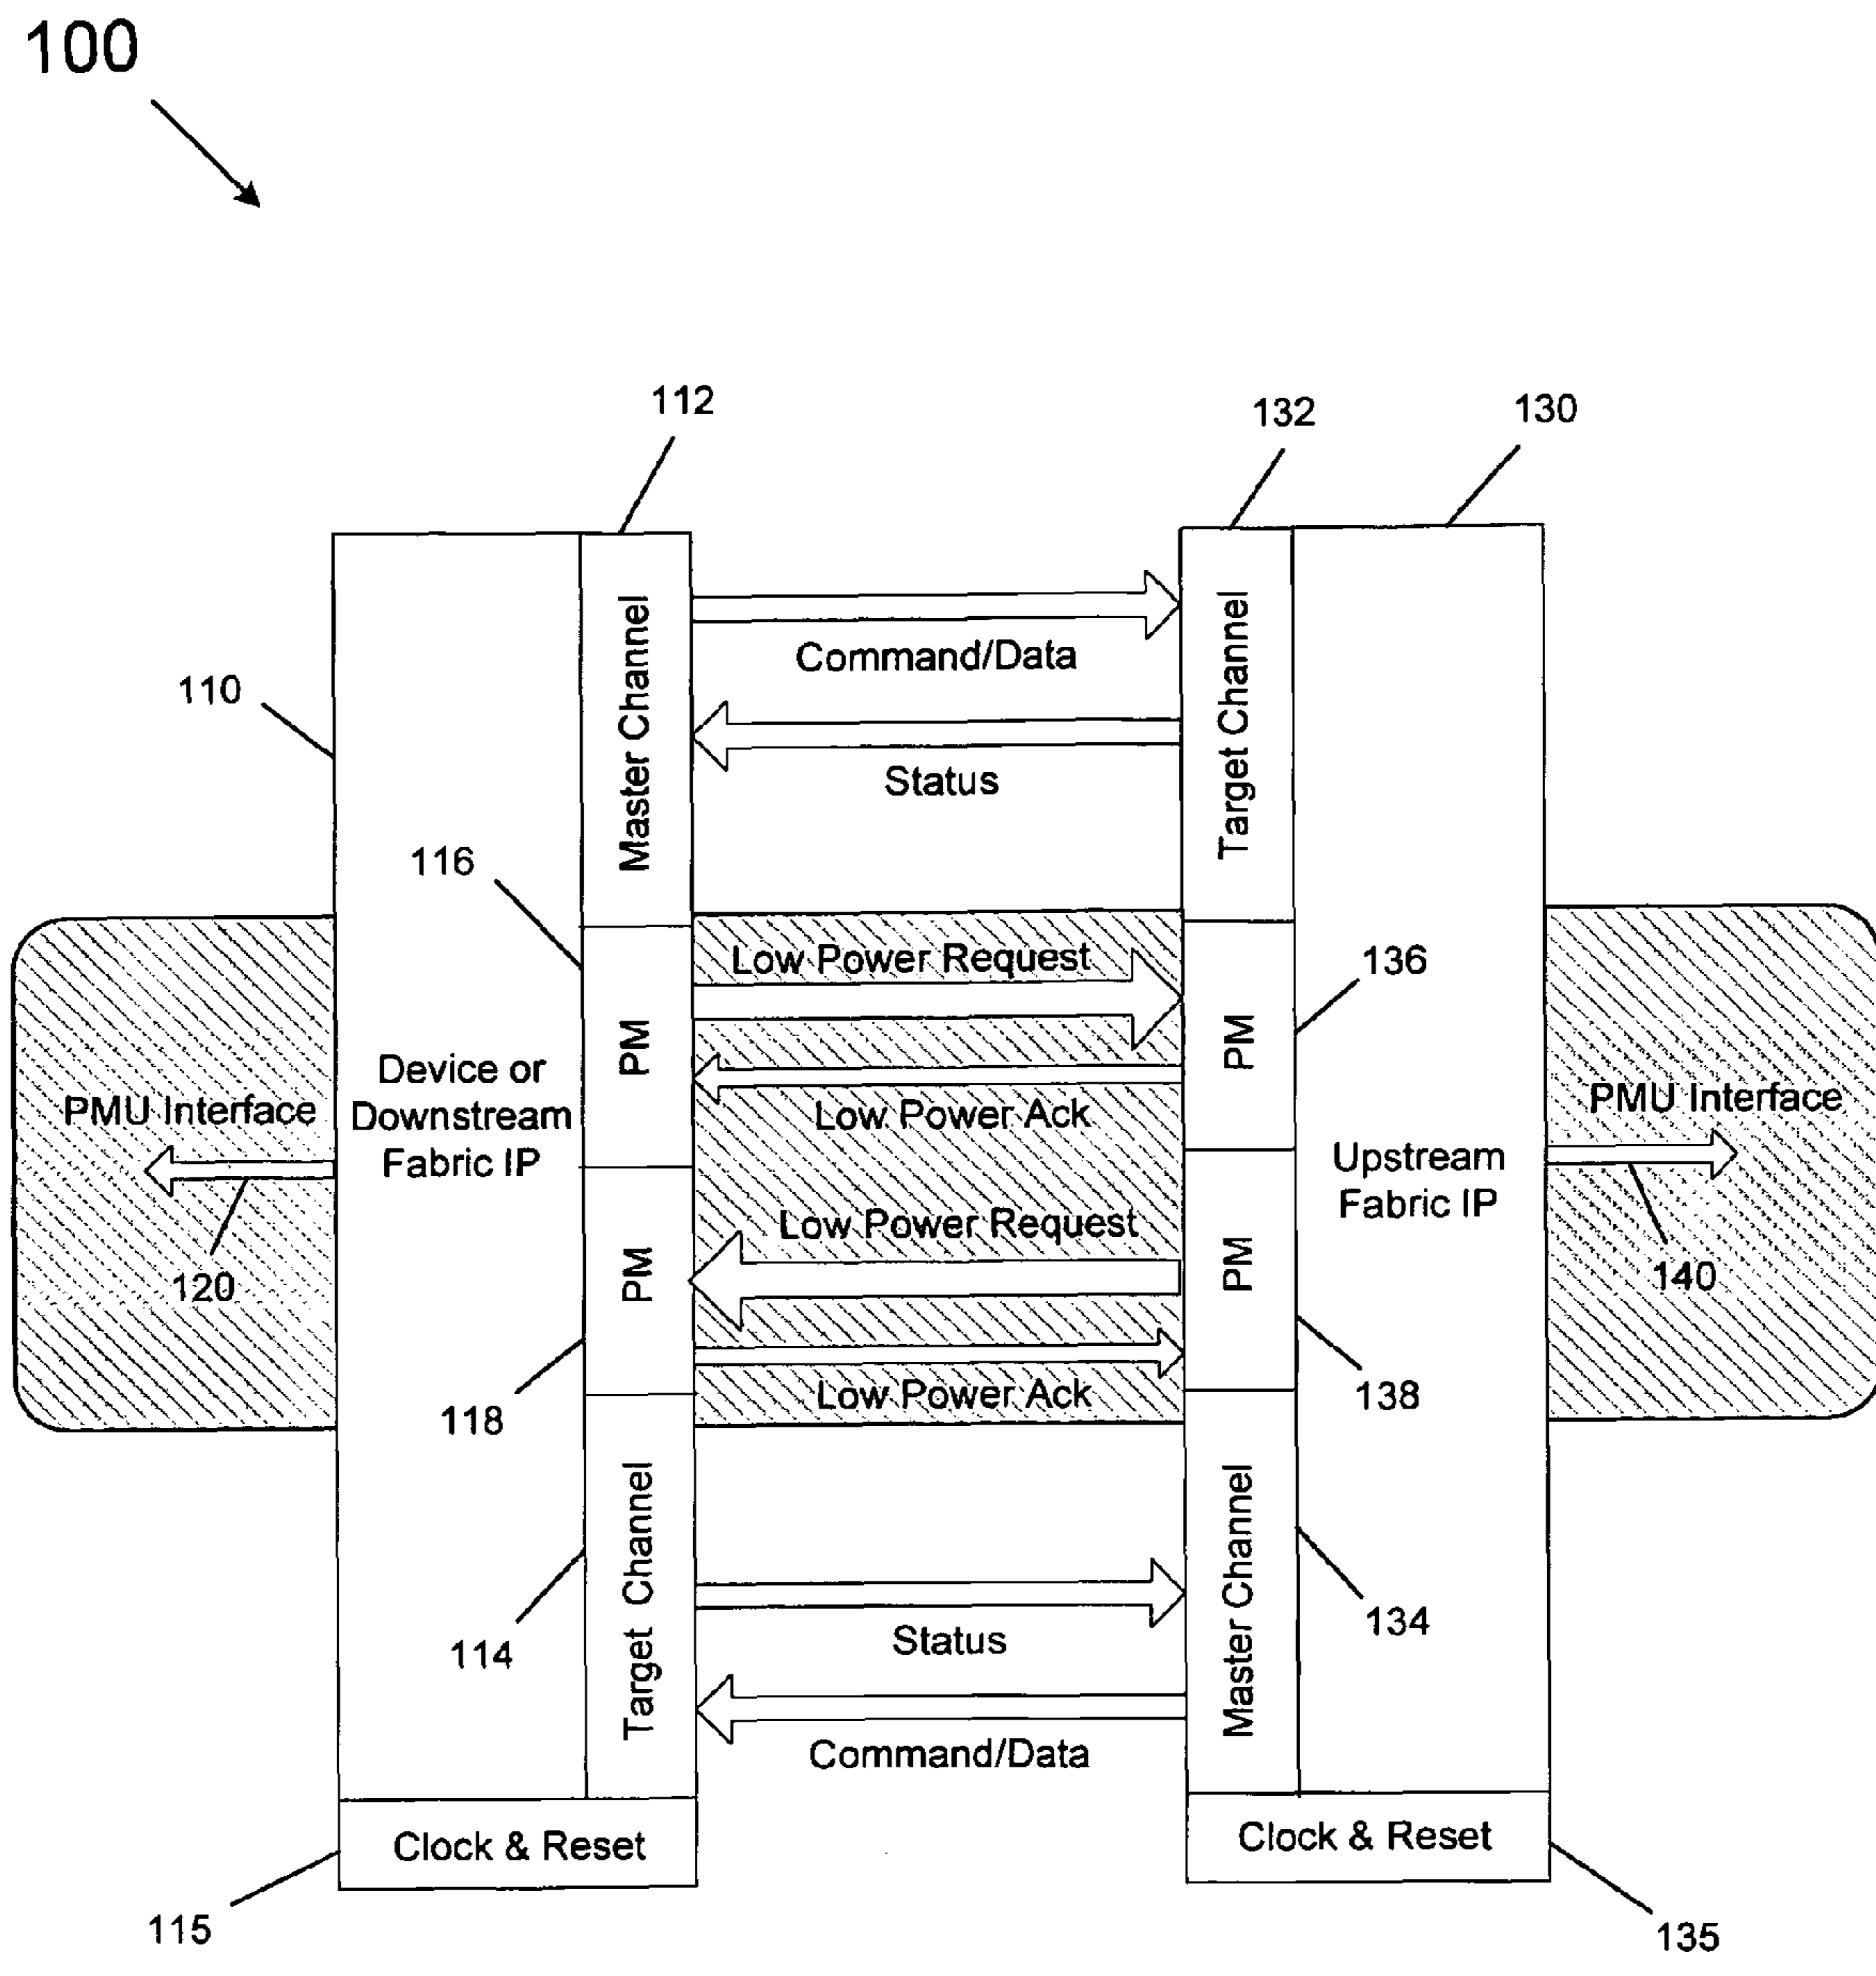 100
112
132
130
Master Channel
Target Channel
Command/Data
110
Status
116
Low Power Request
136
PM
PM
Device or
Downstream
Fabric IP
PMU Interface
Low Power Ack
PMU Interface
Upstream
Fabric IP
Low Power Request
120
PM
PM
140
118
Low Power Ack
138
Target Channel
Master Channel
114
Status
134
Command/Data
Clock & Reset
Clock & Reset
115
135